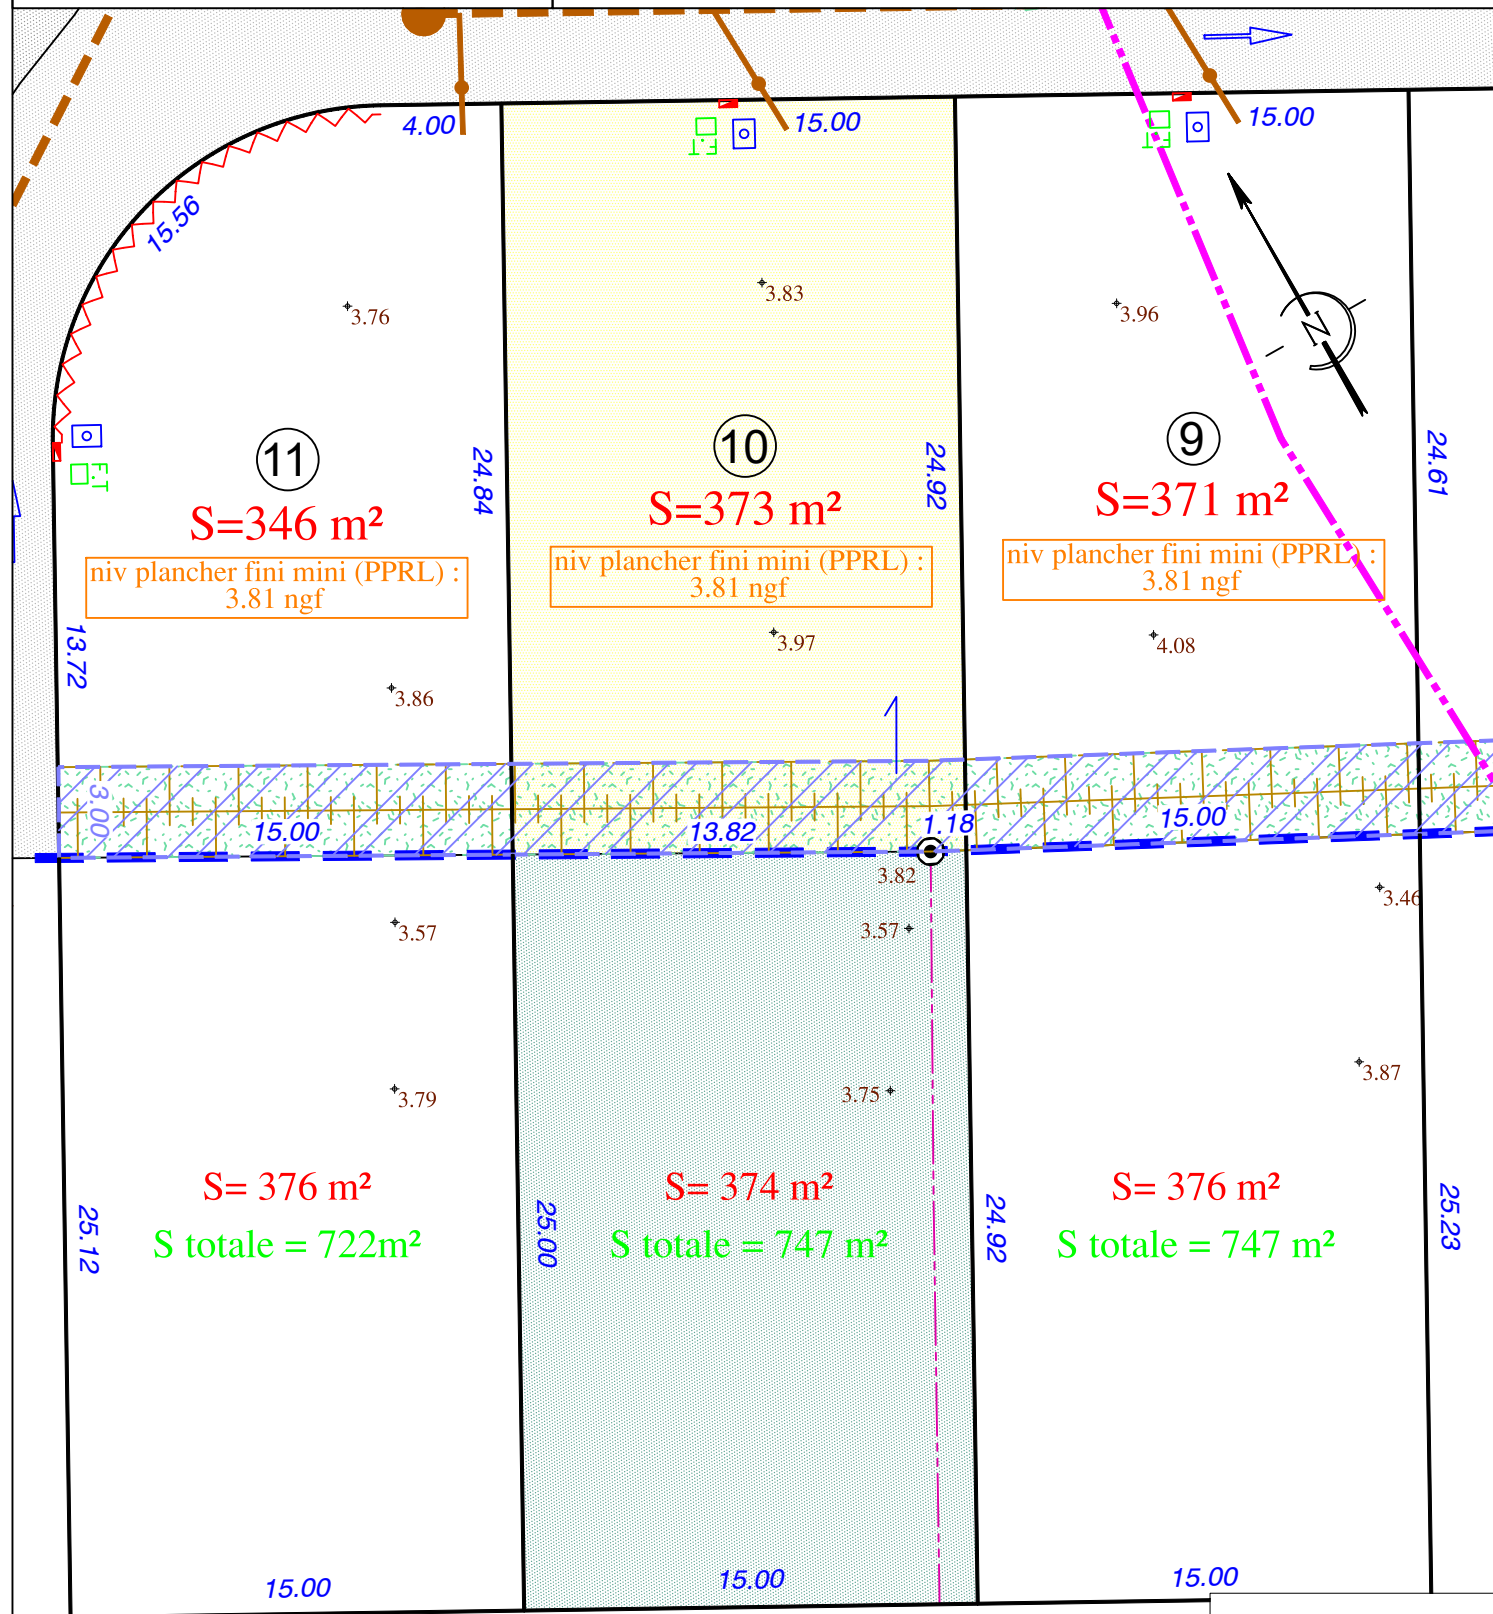 4.00
15.00
15.00
F.T
F.T
15.56
3.83
3.76
3.96
N
11
10
9
24.84
24.92
24.61
F.T
S=346 m²
S=373 m²
S=371 m²
niv plancher fini mini (PPRL) :
3.81 ngf
niv plancher fini mini (PPRL) :
3.81 ngf
niv plancher fini mini (PPRL) :
3.81 ngf
13.72
3.97
4.08
3.86
1
3.00
15.00
13.82
1.18
15.00
3.82
3.46
3.57
3.57
3.79
3.75
3.87
S= 376 m²
S= 374 m²
S= 376 m²
S totale = 722m²
S totale = 747 m²
S totale = 747 m²
25.12
25.00
24.92
25.23
15.00
15.00
15.00